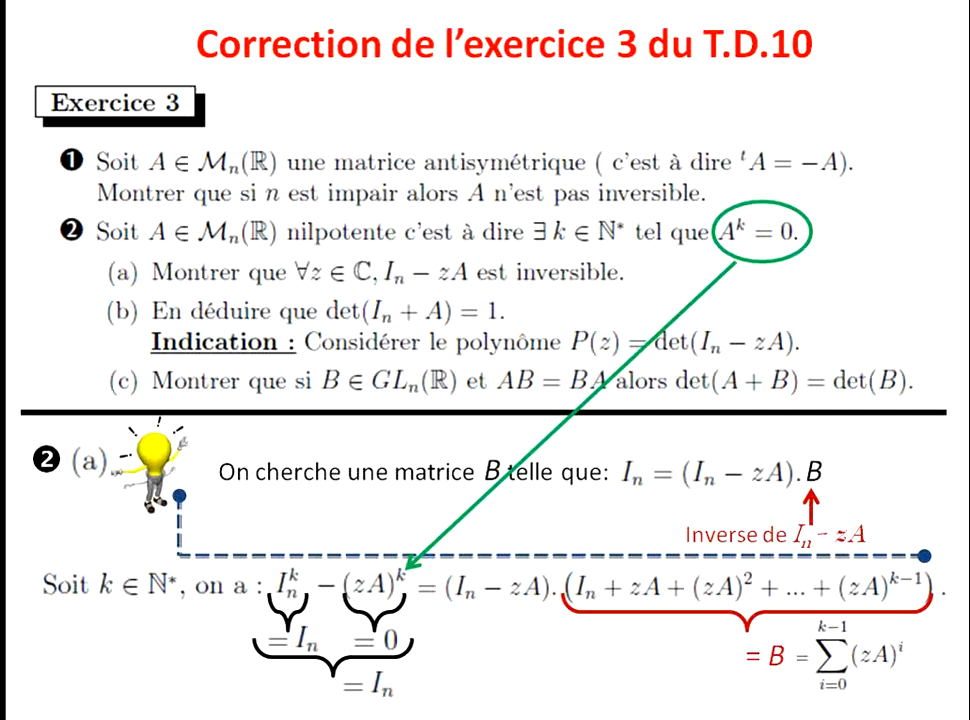 Correction de l'exercice 3 du T.D.10
Exercice 3
❶ Soit A ∈ ℳₙ(ℝ) une matrice antisymétrique ( c'est à dire ᵗA = −A).
Montrer que si n est impair alors A n'est pas inversible.
❷ Soit A ∈ ℳₙ(ℝ) nilpotente c'est à dire ∃ k ∈ ℕ* tel que Aᵏ = 0.
(a) Montrer que ∀z ∈ ℂ, Iₙ − zA est inversible.
(b) En déduire que det(Iₙ + A) = 1.
Indication : Considérer le polynôme P(z) = det(Iₙ − zA).
(c) Montrer que si B ∈ GLₙ(ℝ) et AB = BA alors det(A + B) = det(B).
❷ (a)
On cherche une matrice B telle que: Iₙ = (Iₙ − zA). B
Inverse de Iₙ − zA
Soit k ∈ ℕ*, on a : Iₙᵏ − (zA)ᵏ = (Iₙ − zA).(Iₙ + zA + (zA)² + ... + (zA)ᵏ⁻¹) .
= Iₙ = 0
= Iₙ
= B = ∑_{i=0}^{k−1} (zA)ⁱ